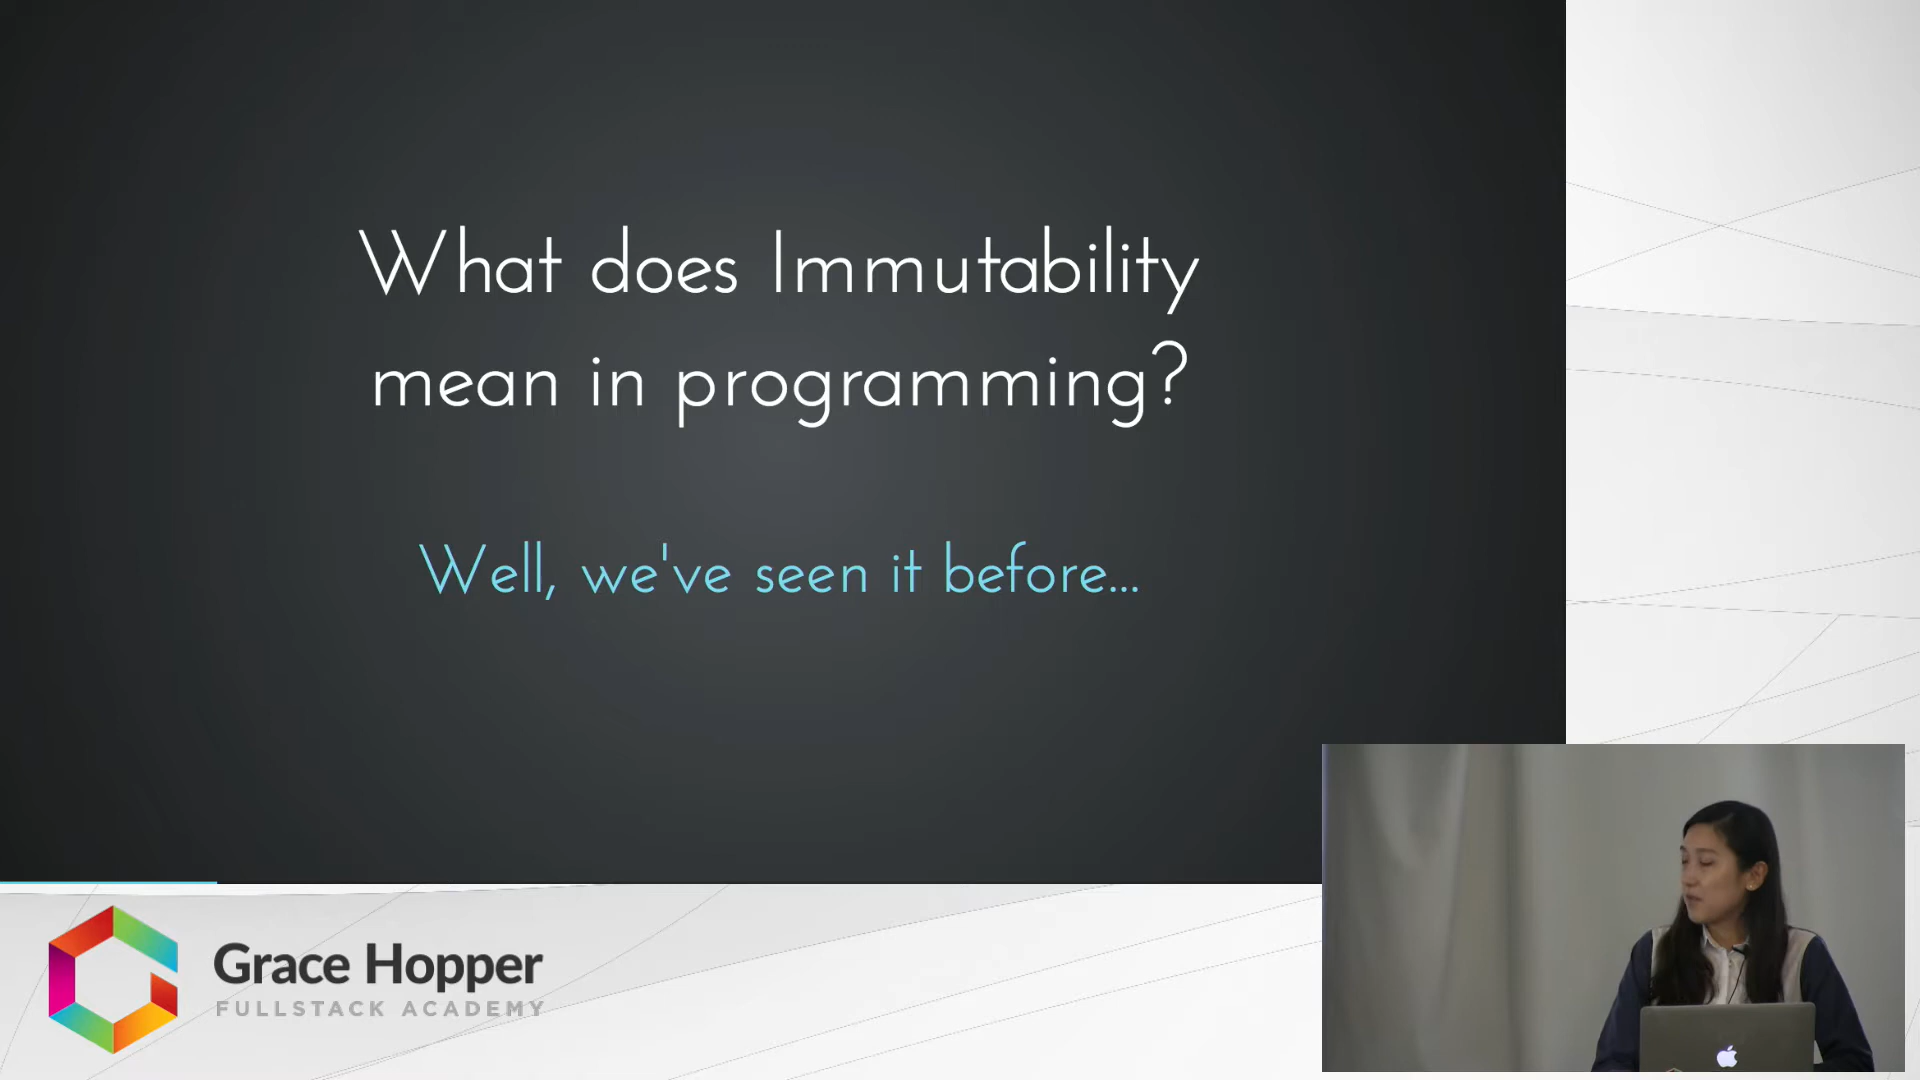 What does Immutability
mean in programming?
Well, we've seen it before...
Grace Hopper
FULLSTACK ACADEMY